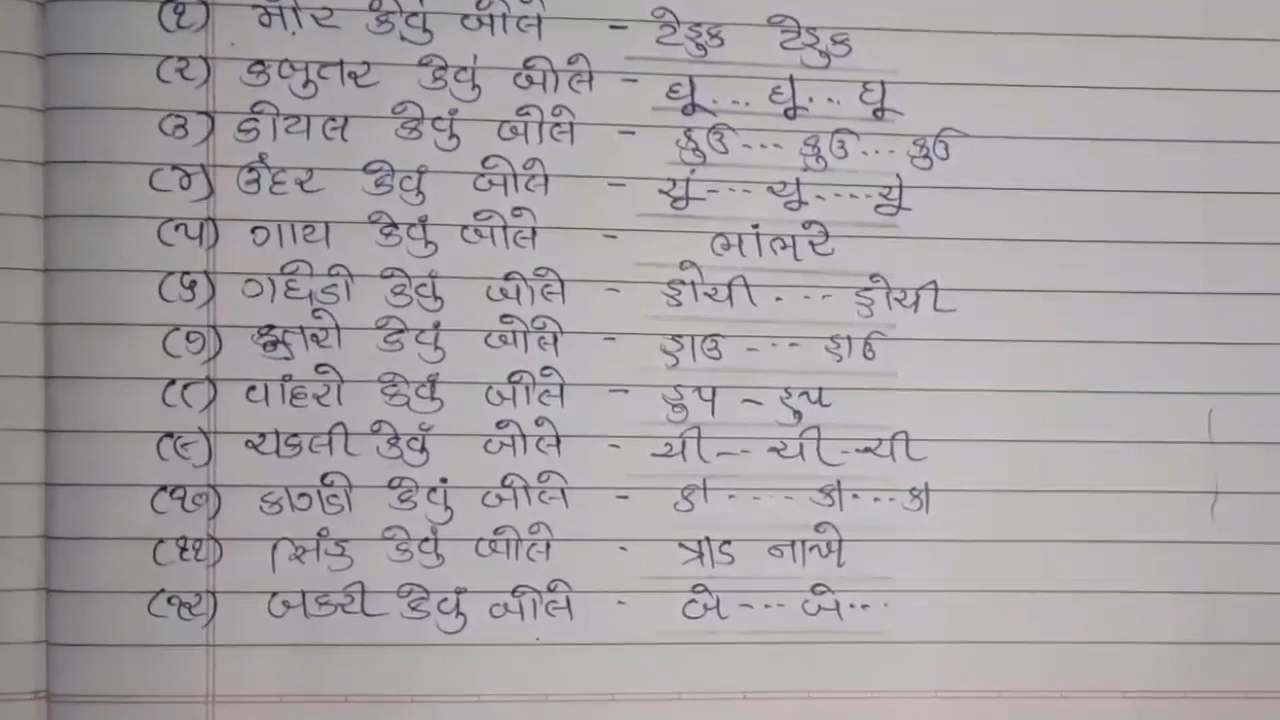 (૧) મોર કેવું બોલે - ટેહુક ટેહુક
(૨) કબુતર કેવું બોલે - ઘૂ... ઘૂ... ઘૂ
(૩) કોયલ કેવું બોલે - કુઉ... કુઉ... કુઉ
(૪) ઉંદર કેવું બોલે - ચૂં.... ચૂ.....ચૂ
(૫) ગાય કેવું બોલે - ભાંભરે
(૬) ગધેડો કેવું બોલે - હોચી.... હોચી
(૭) કુતરો કેવું બોલે - હાઉ .... હાઉ
(૮) વાંદરો કેવું બોલે - હુપ - હુપ
(૯) ચકલી કેવું બોલે - ચી--- ચી--ચી
(૧૦) કાગડો કેવું બોલે - કા ..... કા....કા
(૧૧) સિંહ કેવું બોલે - ત્રાડ નાખે
(૧૨) બકરી કેવું બોલે - બે .... બે...